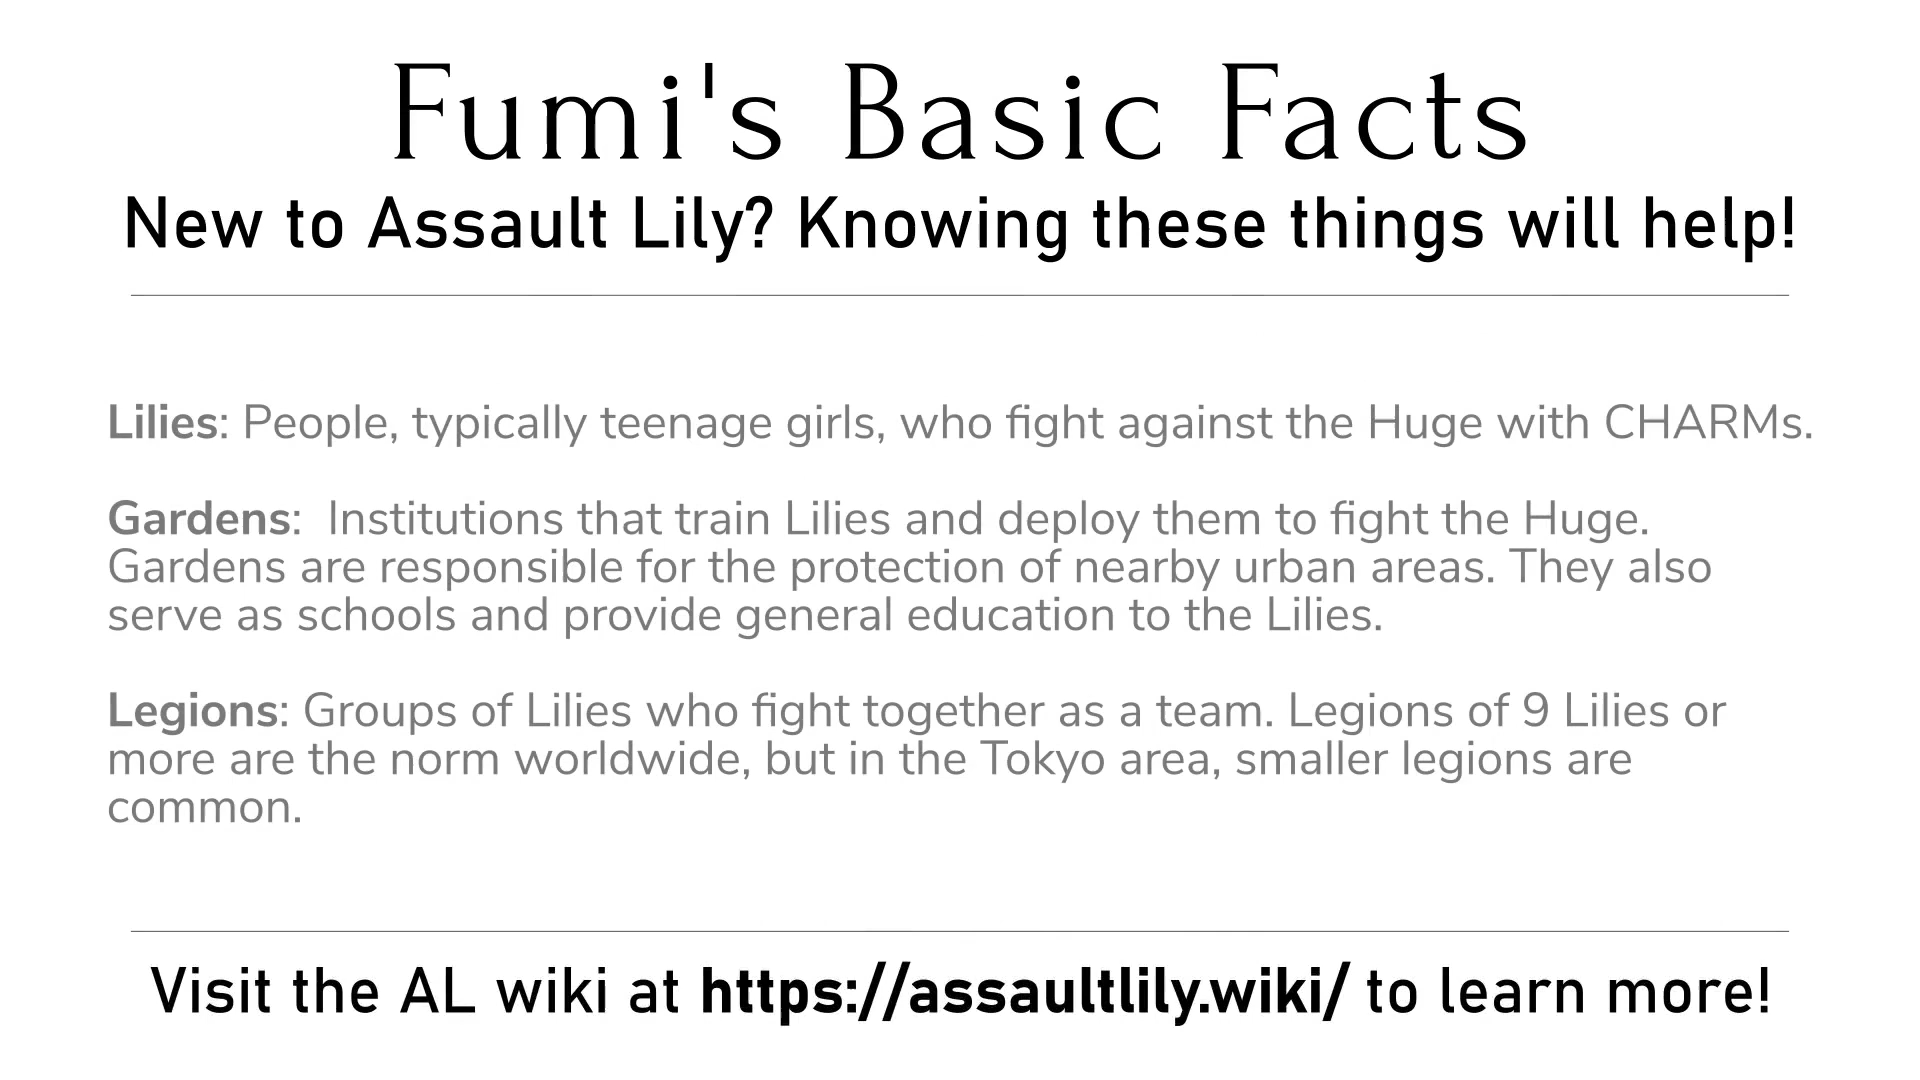 Fumi's Basic Facts
New to Assault Lily? Knowing these things will help!
Lilies: People, typically teenage girls, who fight against the Huge with CHARMs.
Gardens:  Institutions that train Lilies and deploy them to fight the Huge.
Gardens are responsible for the protection of nearby urban areas. They also
serve as schools and provide general education to the Lilies.
Legions: Groups of Lilies who fight together as a team. Legions of 9 Lilies or
more are the norm worldwide, but in the Tokyo area, smaller legions are
common.
Visit the AL wiki at https://assaultlily.wiki/ to learn more!